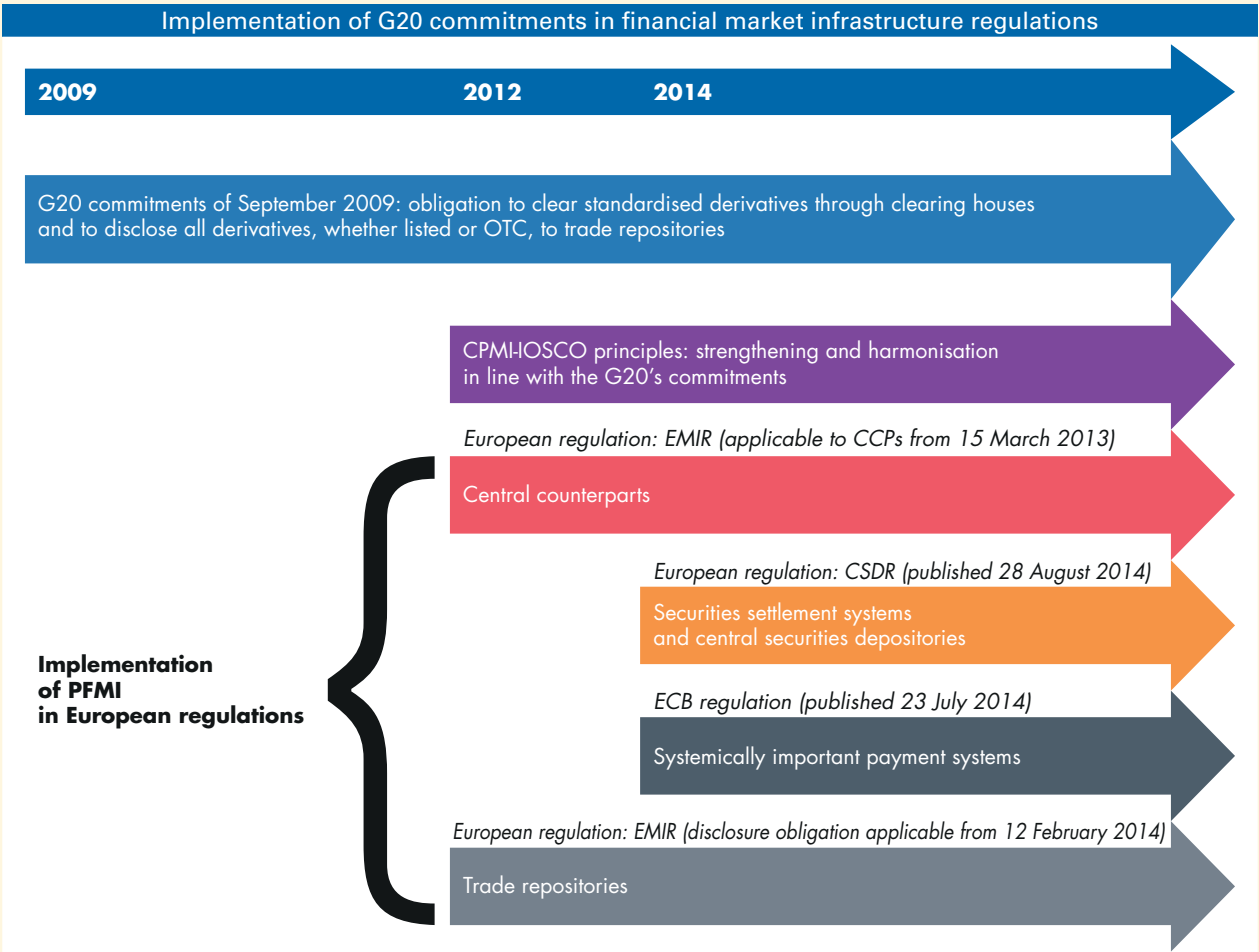 Implementation of G20 commitments in financial market infrastructure regulations
2009 2012 2014
G20 commitments of September 2009: obligation to clear standardised derivatives through clearing houses
and to disclose all derivatives, whether listed or OTC, to trade repositories
CPMI-IOSCO principles: strengthening and harmonisation
in line with the G20's commitments
European regulation: EMIR (applicable to CCPs from 15 March 2013)
Central counterparts
European regulation: CSDR (published 28 August 2014)
Securities settlement systems
and central securities depositories
Implementation
of PFMI
in European regulations
ECB regulation (published 23 July 2014)
Systemically important payment systems
European regulation: EMIR (disclosure obligation applicable from 12 February 2014)
Trade repositories